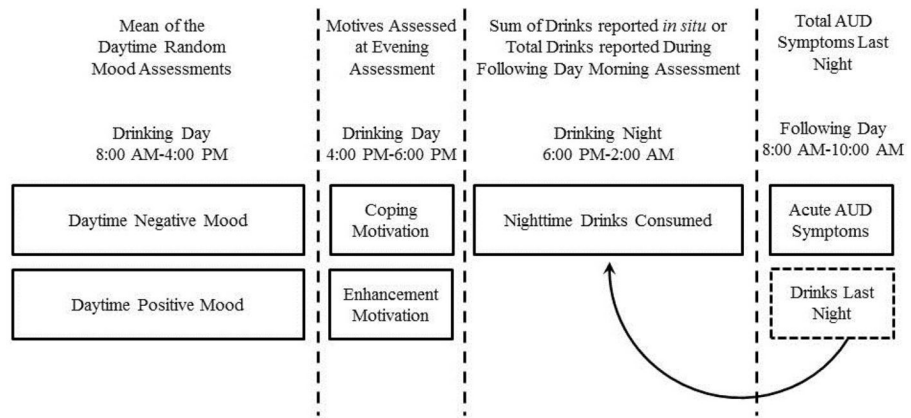 Mean of the
Daytime Random
Mood Assessments
Motives Assessed
at Evening
Assessment
Sum of Drinks reported in situ or
Total Drinks reported During
Following Day Morning Assessment
Total AUD
Symptoms Last
Night
Drinking Day
8:00 AM-4:00 PM
Drinking Day
4:00 PM-6:00 PM
Drinking Night
6:00 PM-2:00 AM
Following Day
8:00 AM-10:00 AM
Daytime Negative Mood
Coping
Motivation
Nighttime Drinks Consumed
Acute AUD
Symptoms
Daytime Positive Mood
Enhancement
Motivation
Drinks Last
Night